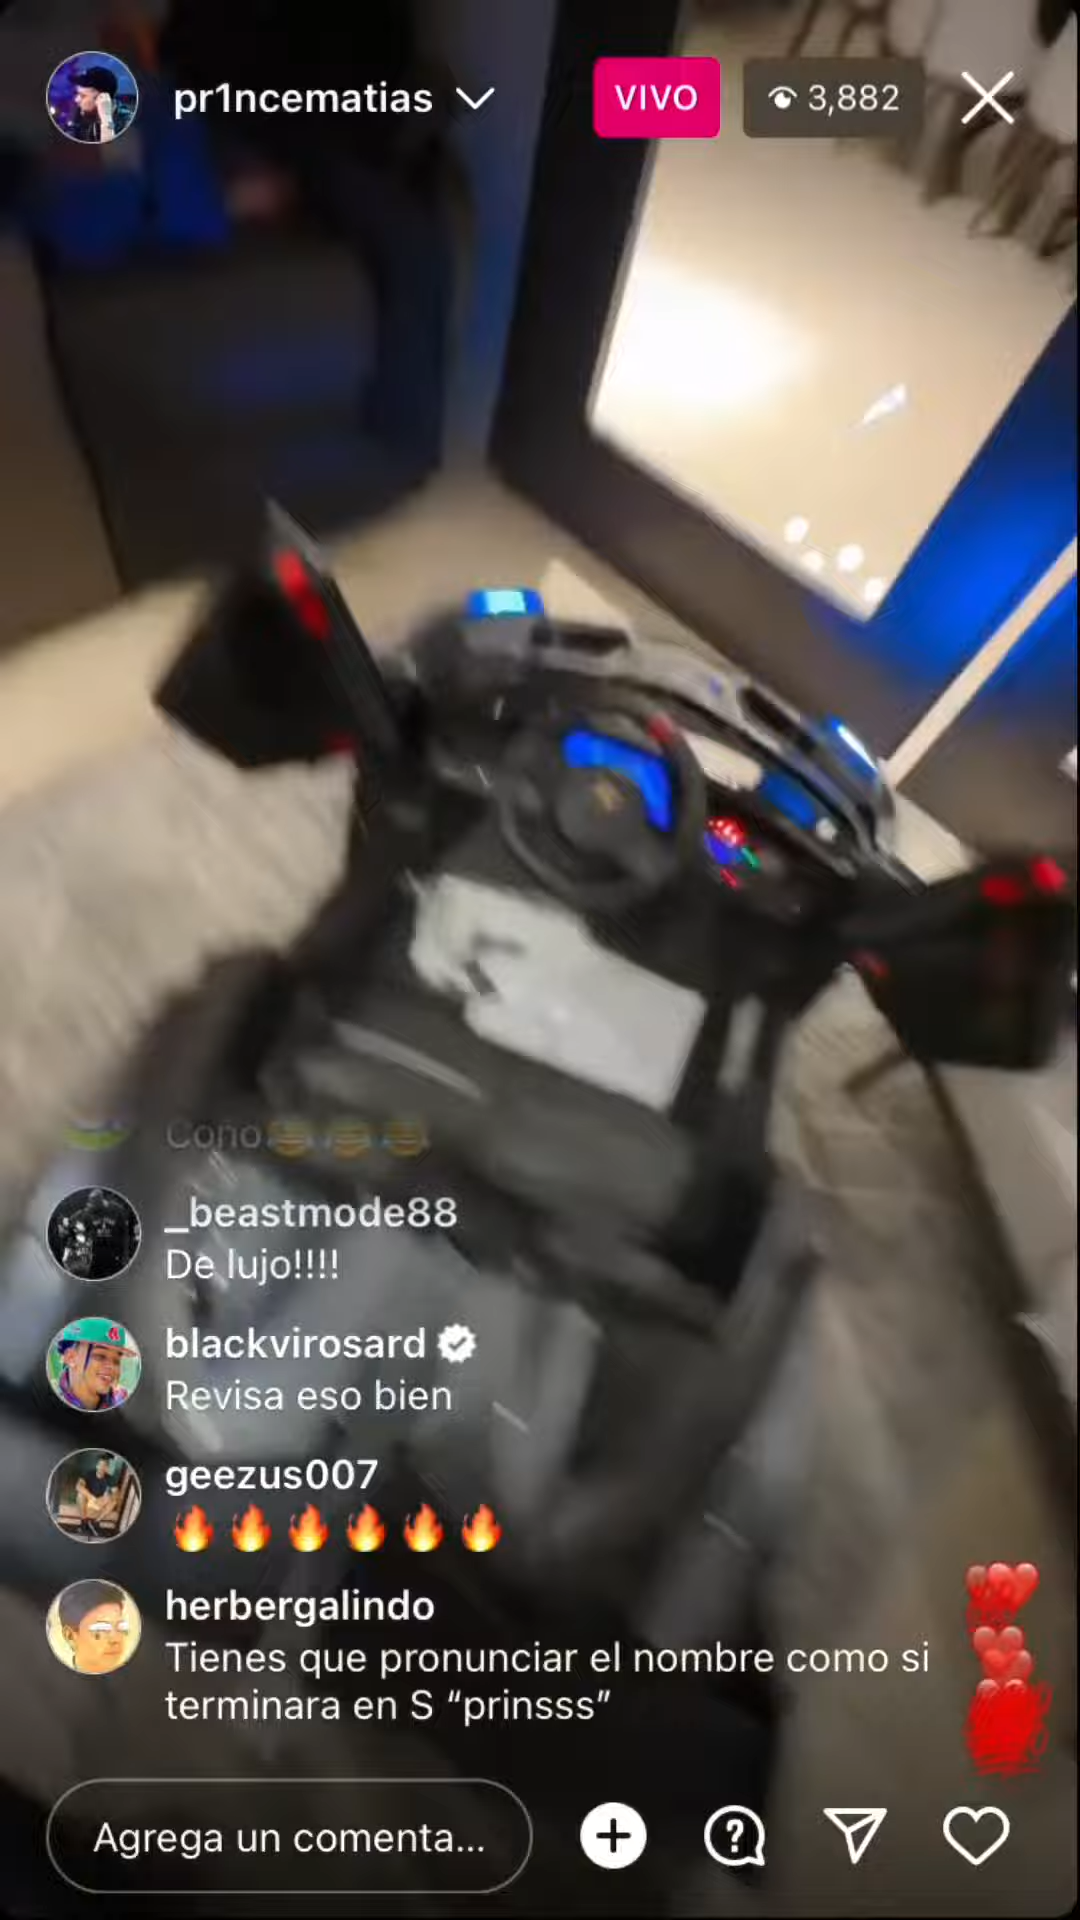 pr1ncematias
VIVO
3,882
Cono😂😂😂
_beastmode88
De lujo!!!!
blackvirosard
Revisa eso bien
geezus007
🔥🔥🔥🔥🔥🔥
herbergalindo
Tienes que pronunciar el nombre como si
terminara en S “prinsss”
Agrega un comenta...